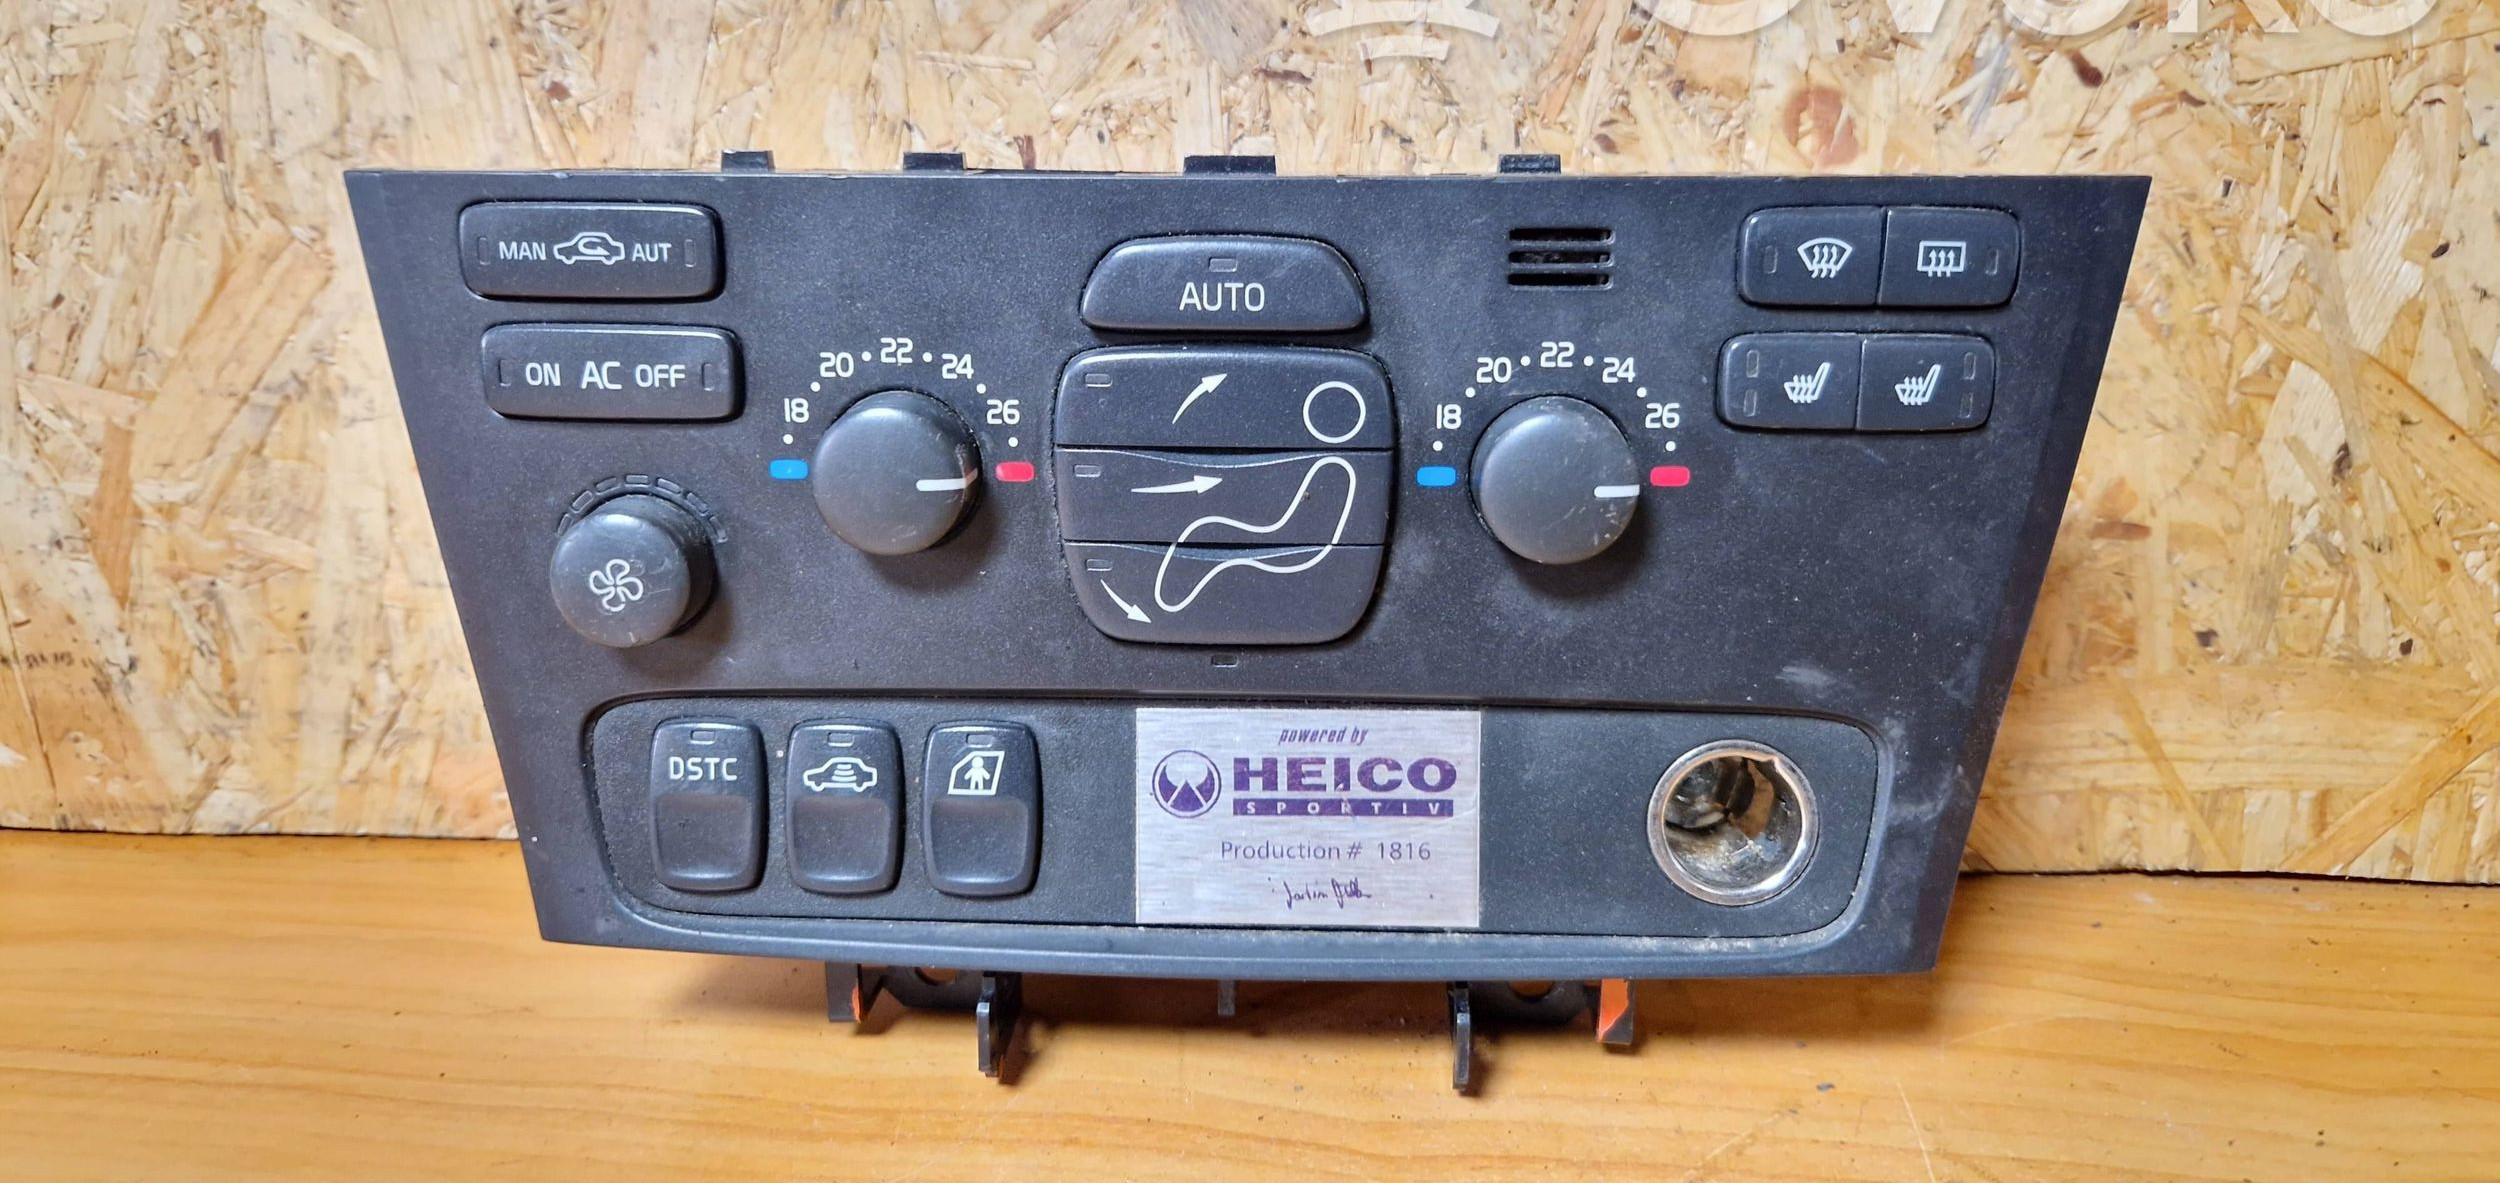 MAN AUT
AUTO
ON AC OFF
18 20 22 24 26
18 20 22 24 26
DSTC
powered by
HEICO
SPORTIV
Production # 1816